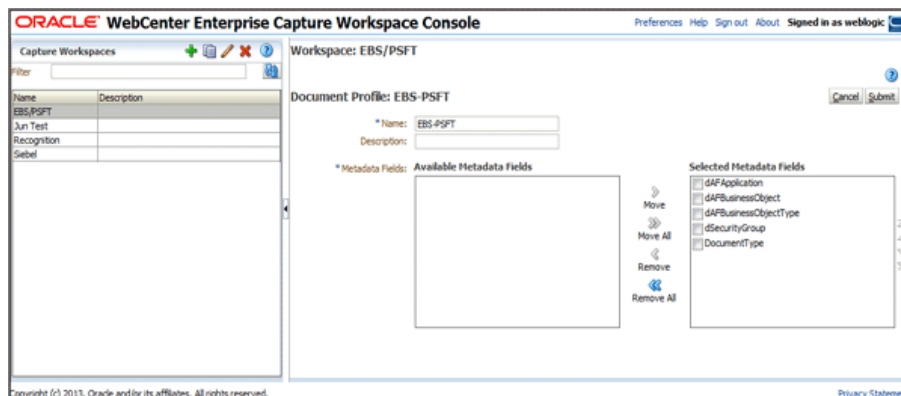 ORACLE WebCenter Enterprise Capture Workspace Console
Preferences Help Sign out About Signed in as weblogic
Capture Workspaces
Filter
Name Description
EBS/PSFT
Jun Test
Recognition
Siebel
Workspace: EBS/PSFT
Document Profile: EBS-PSFT
Cancel Submit
* Name: EBS-PSFT
Description:
* Metadata Fields: Available Metadata Fields
Move
Move All
Remove
Remove All
Selected Metadata Fields
dAFApplication
dAFBusinessObject
dAFBusinessObjectType
dSecurityGroup
DocumentType
Copyright (c) 2013, Oracle and/or its affiliates. All rights reserved.
Privacy Stateme